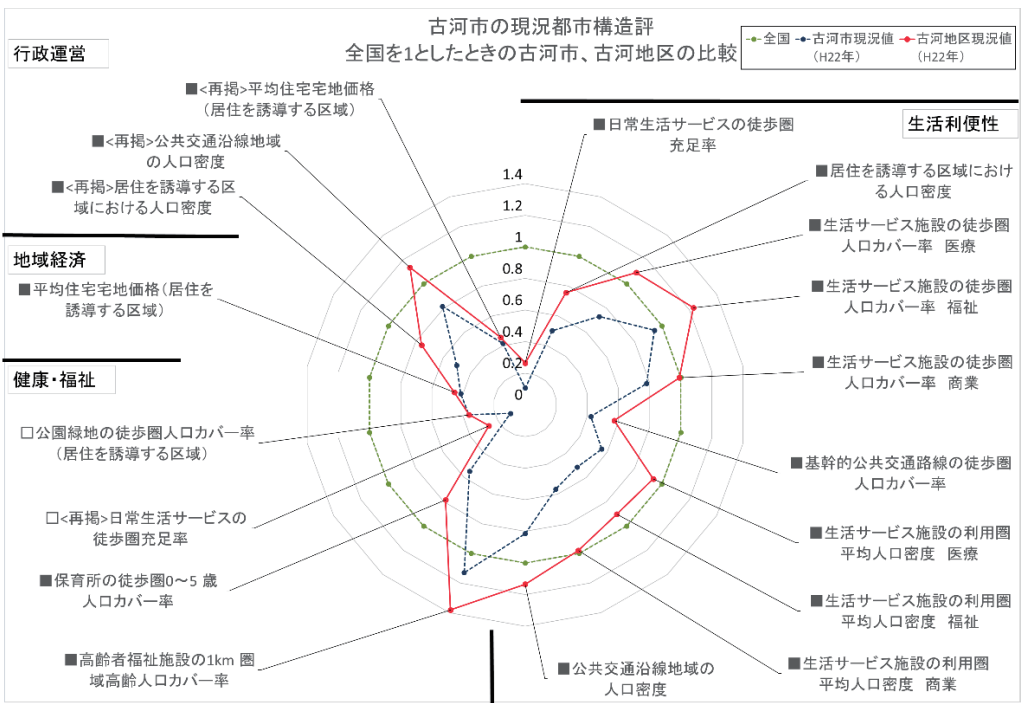 古河市の現況都市構造評
全国を1としたときの古河市、古河地区の比較
全国
古河市現況値
(H22年)
古河地区現況値
(H22年)
行政運営
■<再掲>平均住宅宅地価格
(居住を誘導する区域)
■<再掲>公共交通沿線地域
の人口密度
■<再掲>居住を誘導する区
域における人口密度
地域経済
■平均住宅宅地価格(居住を
誘導する区域)
健康・福祉
□公園緑地の徒歩圏人口カバー率
(居住を誘導する区域)
□<再掲>日常生活サービスの
徒歩圏充足率
■保育所の徒歩圏0~5 歳
人口カバー率
■高齢者福祉施設の1km 圏
域高齢人口カバー率
1.4
1.2
1
0.8
0.6
0.4
0.2
0
■日常生活サービスの徒歩圏
充足率
生活利便性
■居住を誘導する区域におけ
る人口密度
■生活サービス施設の徒歩圏
人口カバー率 医療
■生活サービス施設の徒歩圏
人口カバー率 福祉
■生活サービス施設の徒歩圏
人口カバー率 商業
■基幹的公共交通路線の徒歩圏
人口カバー率
■生活サービス施設の利用圏
平均人口密度 医療
■生活サービス施設の利用圏
平均人口密度 福祉
■生活サービス施設の利用圏
平均人口密度 商業
■公共交通沿線地域の
人口密度